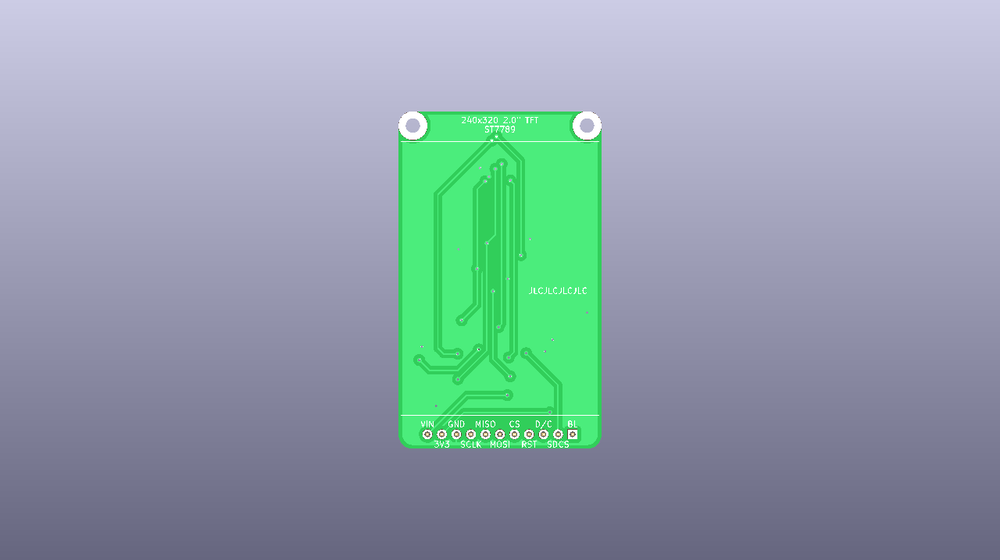 240x320 2.0" TFT
ST7789
JLCJLCJLCJLC
VIN GND MISO CS D/C BL
3V3 SCLK MOSI RST SDCS